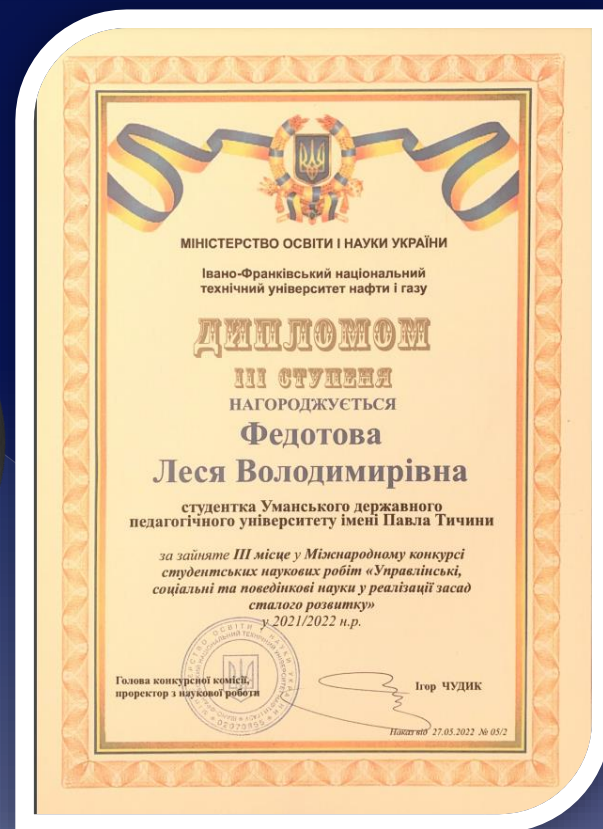 МІНІСТЕРСТВО ОСВІТИ І НАУКИ УКРАЇНИ
Івано-Франківський національний
технічний університет нафти і газу
ДИПЛОМОМ
ІІІ СТУПЕНЯ
НАГОРОДЖУЄТЬСЯ
Федотова
Леся Володимирівна
студентка Уманського державного
педагогічного університету імені Павла Тичини
за зайняте ІІІ місце у Міжнародному конкурсі
студентських наукових робіт «Управлінські,
соціальні та поведінкові науки у реалізації засад
сталого розвитку»
у 2021/2022 н.р.
Голова конкурсної комісії,
проректор з наукової роботи
Ігор ЧУДИК
Наказ від 27.05.2022 № 05/2